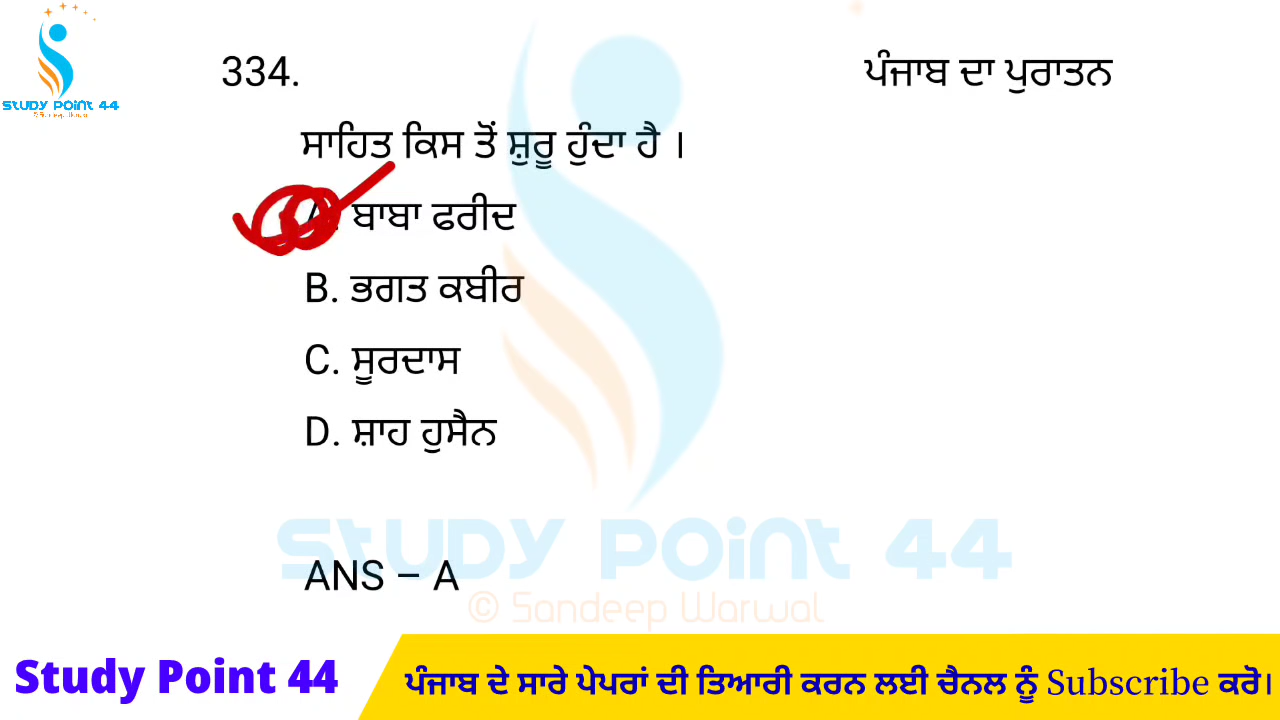 STUDY POINT 44
334. ਪੰਜਾਬ ਦਾ ਪੁਰਾਤਨ
ਸਾਹਿਤ ਕਿਸ ਤੋਂ ਸ਼ੁਰੂ ਹੁੰਦਾ ਹੈ ।
A. ਬਾਬਾ ਫਰੀਦ
B. ਭਗਤ ਕਬੀਰ
C. ਸੂਰਦਾਸ
D. ਸ਼ਾਹ ਹੁਸੈਨ
STUDY POINT 44
ANS – A
© Sandeep Warwal
Study Point 44
ਪੰਜਾਬ ਦੇ ਸਾਰੇ ਪੇਪਰਾਂ ਦੀ ਤਿਆਰੀ ਕਰਨ ਲਈ ਚੈਨਲ ਨੂੰ Subscribe ਕਰੋ।